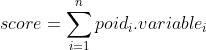 score = \sum_{i=1}^{n} poid_i.variable_i